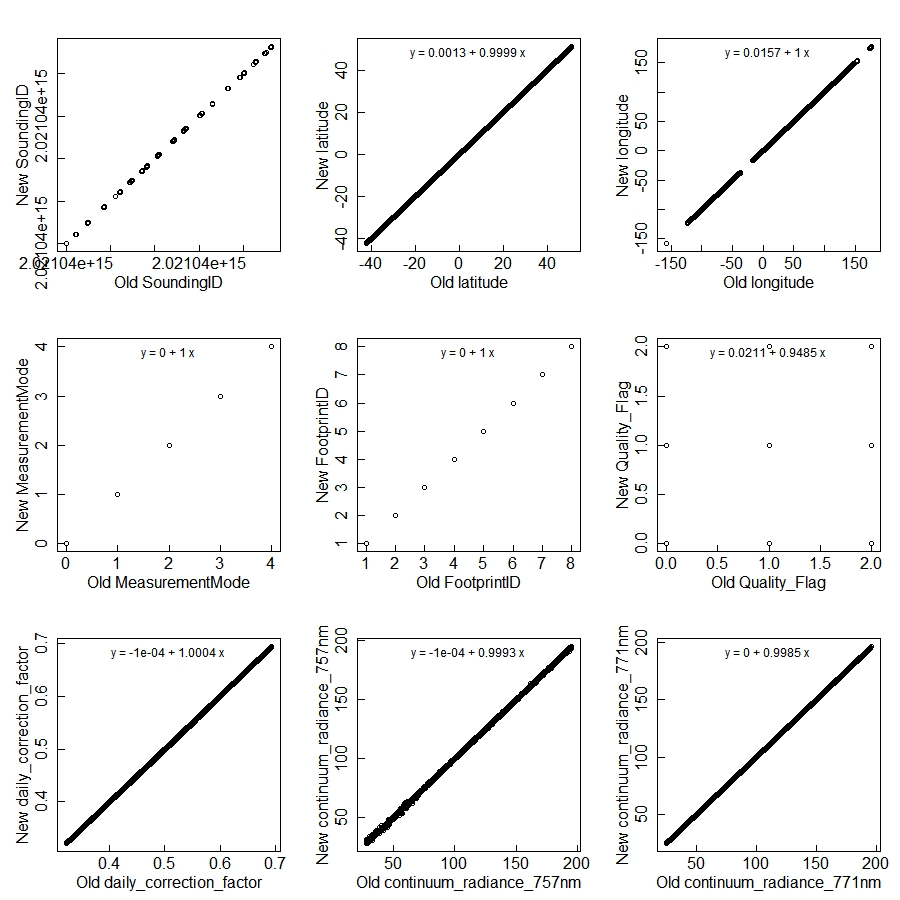 New SoundingID
2.02104e+15 2.02104e+15
2.02104e+15 2.02104e+15
Old SoundingID
y = 0.0013 + 0.9999 x
New latitude
-40 -20 0 20 40
-40 -20 0 20 40
Old latitude
y = 0.0157 + 1 x
New longitude
-150 -50 0 50 150
-150 -50 0 50 150
Old longitude
y = 0 + 1 x
New MeasurementMode
0 1 2 3 4
0 1 2 3 4
Old MeasurementMode
y = 0 + 1 x
New FootprintID
1 2 3 4 5 6 7 8
1 2 3 4 5 6 7 8
Old FootprintID
y = 0.0211 + 0.9485 x
New Quality_Flag
0.0 0.5 1.0 1.5 2.0
0.0 0.5 1.0 1.5 2.0
Old Quality_Flag
y = -1e-04 + 1.0004 x
New daily_correction_factor
0.4 0.5 0.6 0.7
0.4 0.5 0.6 0.7
Old daily_correction_factor
y = -1e-04 + 0.9993 x
New continuum_radiance_757nm
50 100 150 200
50 100 150 200
Old continuum_radiance_757nm
y = 0 + 0.9985 x
New continuum_radiance_771nm
50 100 150 200
50 100 150 200
Old continuum_radiance_771nm